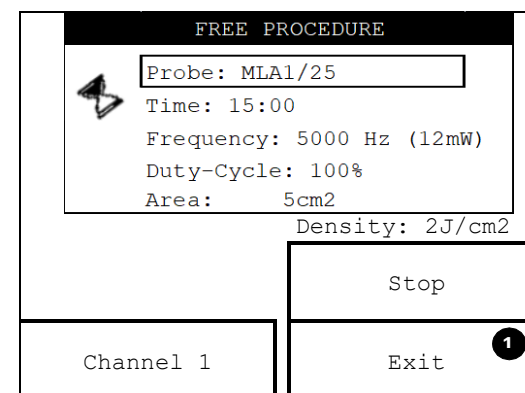 FREE PROCEDURE
Probe: MLA1/25
Time: 15:00
Frequency: 5000 Hz (12mW)
Duty-Cycle: 100%
Area: 5cm2
Density: 2J/cm2
Stop
Channel 1
Exit
1